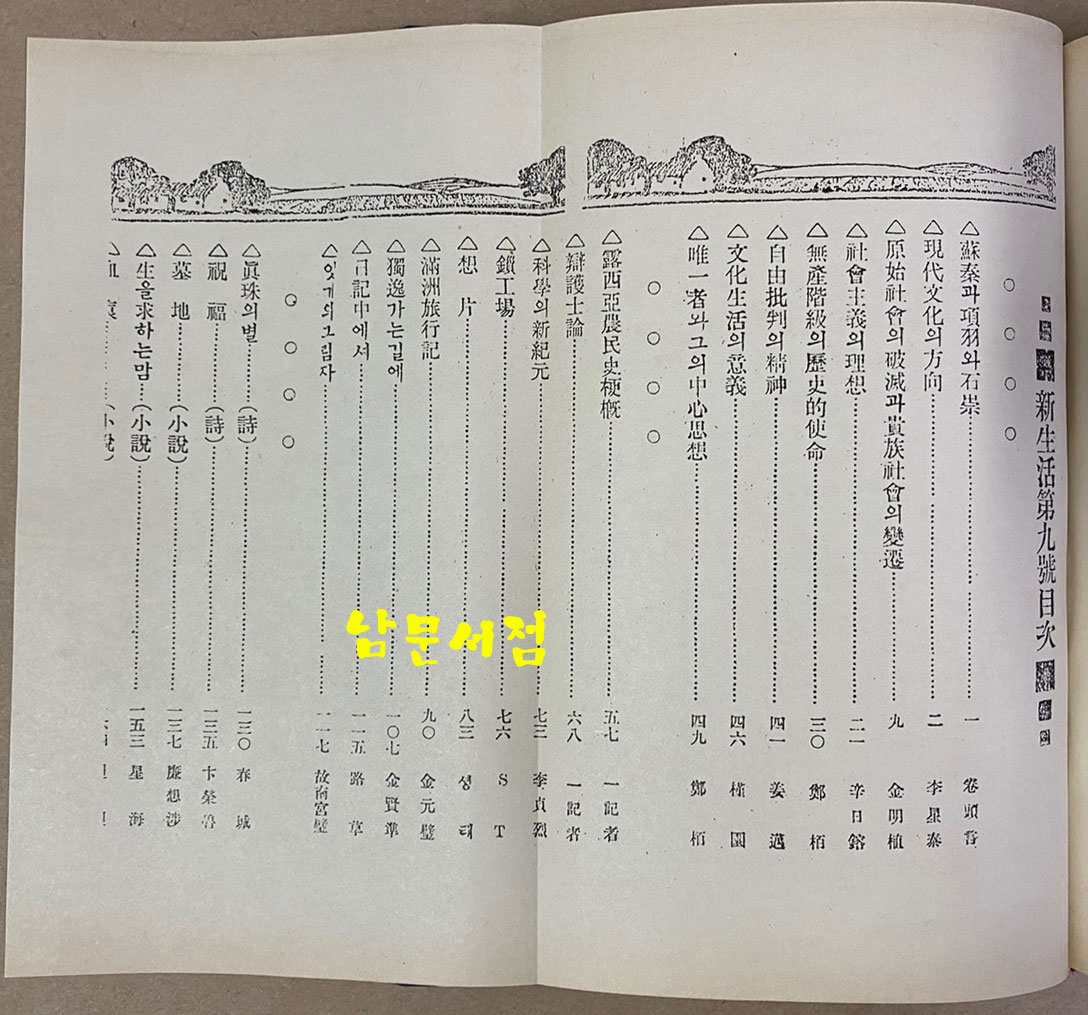 新生活第九號目次
○ ○ ○ ○
△蘇秦과項羽와石崇 一 卷頭言
△現代文化의方向 二 李星泰
△原始社會의破滅과貴族社會의變遷 九 金明植
△社會主義의理想 二一 辛日鎔
△無產階級의歷史的使命 三〇 鄭栢
△自由批判의精神 四一 姜邁
△文化生活의意義 四六 槿園
△唯一者와그의中心思想 四九 鄭栢
○ ○ ○ ○
△露西亞農民史梗槪 五七 一記者
△辯護士論 六八 一記者
△科學의新紀元 七三 李貞烈
△鎖工場 七六 S T
△想片 八三 셩태
△滿洲旅行記 九〇 金元璧
△獨逸가는길에 一〇七 金賢準
△日記中에셔 一一五 路草
△잇게의그림자 一一七 故南宮璧
○ ○ ○ ○
△眞珠의별 (詩) 一三〇 春城
△祝福 (詩) 一三五 卞榮魯
△墓地 (小說) 一三七 廉想涉
△生을求하는맘 (小說) 一五三 星海
남문서점